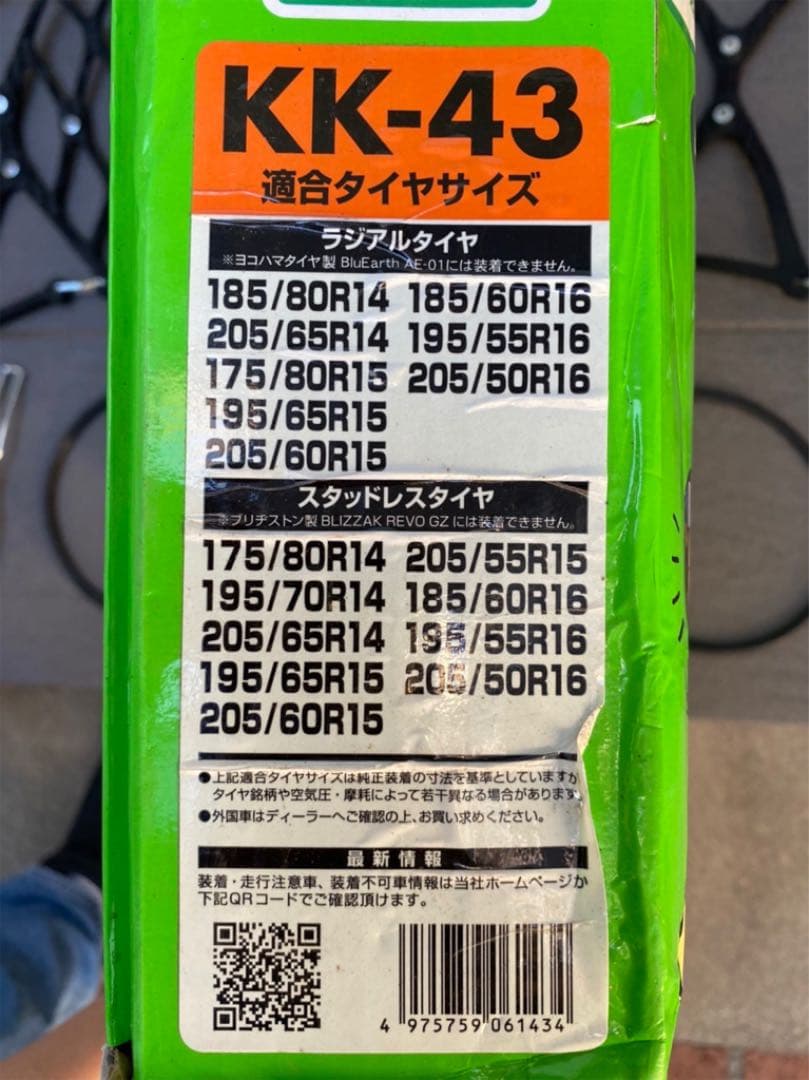 KK-43
適合タイヤサイズ
ラジアルタイヤ
※ヨコハマタイヤ製 BluEarth AE-01には装着できません。
185/80R14 185/60R16
205/65R14 195/55R16
175/80R15 205/50R16
195/65R15
205/60R15
スタッドレスタイヤ
※ブリヂストン製BLIZZAK REVO GZ には装着できません。
175/80R14 205/55R15
195/70R14 185/60R16
205/65R14 195/55R16
195/65R15 205/50R16
205/60R15
●上記適合タイヤサイズは純正装着の寸法を基準としていますが
タイヤ銘柄や空気圧・摩耗によって若干異なる場合があります。
●外国車はディーラーへご確認の上、お買い求めください。
最新情報
装着・走行注意車、装着不可車情報は当社ホームページか
下記QRコードでご確認頂けます。
4 975759 061434